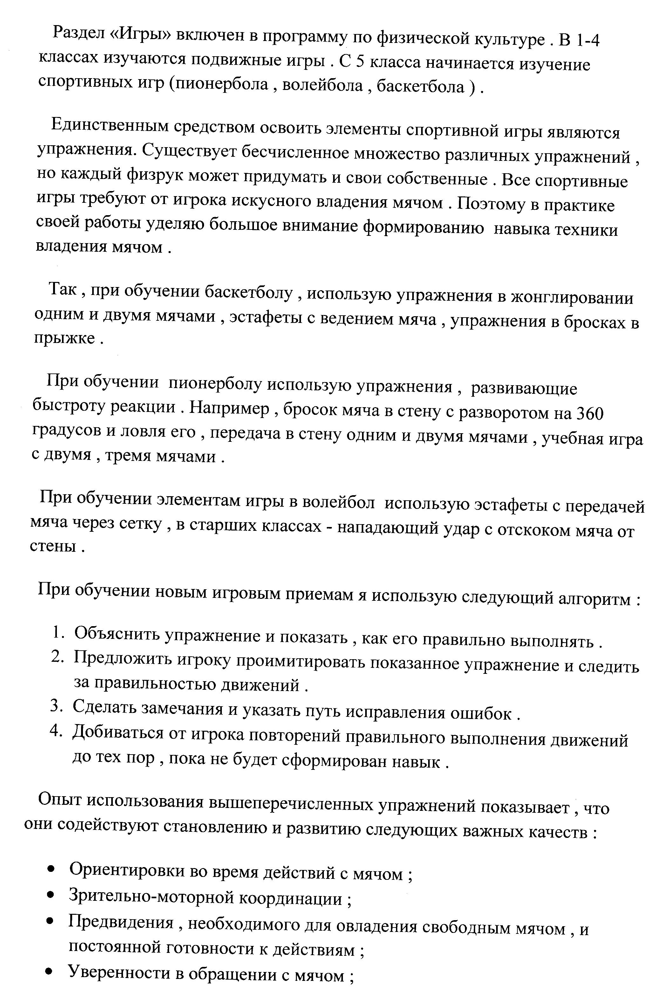 Раздел «Игры» включен в программу по физической культуре . В 1-4
классах изучаются подвижные игры . С 5 класса начинается изучение
спортивных игр (пионербола , волейбола , баскетбола ) .
Единственным средством освоить элементы спортивной игры являются
упражнения. Существует бесчисленное множество различных упражнений ,
но каждый физрук может придумать и свои собственные . Все спортивные
игры требуют от игрока искусного владения мячом . Поэтому в практике
своей работы уделяю большое внимание формированию навыка техники
владения мячом .
Так , при обучении баскетболу , использую упражнения в жонглировании
одним и двумя мячами , эстафеты с ведением мяча , упражнения в бросках в
прыжке .
При обучении пионерболу использую упражнения , развивающие
быстроту реакции . Например , бросок мяча в стену с разворотом на 360
градусов и ловля его , передача в стену одним и двумя мячами , учебная игра
с двумя , тремя мячами .
При обучении элементам игры в волейбол использую эстафеты с передачей
мяча через сетку , в старших классах - нападающий удар с отскоком мяча от
стены .
При обучении новым игровым приемам я использую следующий алгоритм :
1. Объяснить упражнение и показать , как его правильно выполнять .
2. Предложить игроку проимитировать показанное упражнение и следить
за правильностью движений .
3. Сделать замечания и указать путь исправления ошибок .
4. Добиваться от игрока повторений правильного выполнения движений
до тех пор , пока не будет сформирован навык .
Опыт использования вышеперечисленных упражнений показывает , что
они содействуют становлению и развитию следующих важных качеств :
• Ориентировки во время действий с мячом ;
• Зрительно-моторной координации ;
• Предвидения , необходимого для овладения свободным мячом , и
постоянной готовности к действиям ;
• Уверенности в обращении с мячом ;